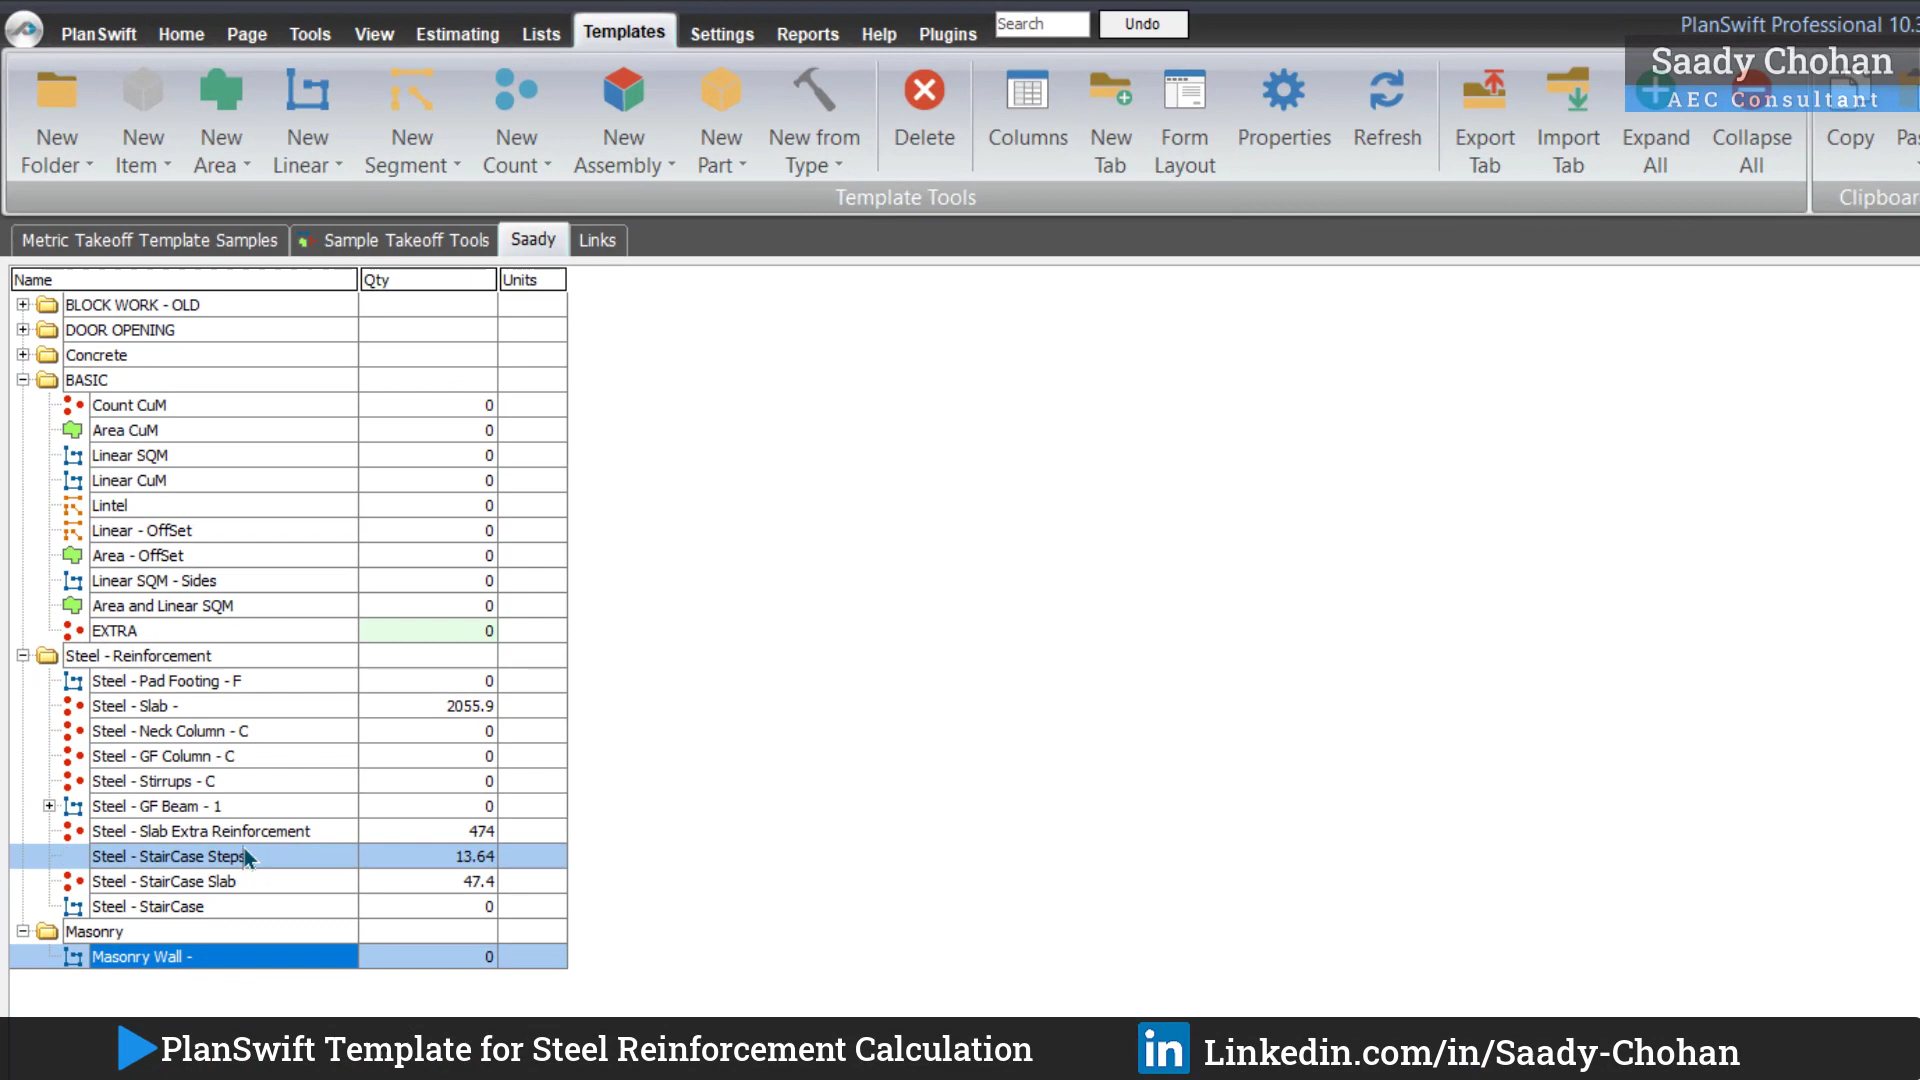 PlanSwift Home Page Tools View Estimating Lists Templates Settings Reports Help Plugins Search Undo
PlanSwift Professional 10.3
Saady Chohan
AEC Consultant
New Folder
New Item
New Area
New Linear
New Segment
New Count
New Assembly
New Part
New from Type
Delete
Columns
New Tab
Form Layout
Properties
Refresh
Export Tab
Import Tab
Expand All
Collapse All
Copy
Pas
Template Tools
Clipboar
Metric Takeoff Template Samples Sample Takeoff Tools Saady Links
Name Qty Units
BLOCK WORK - OLD
DOOR OPENING
Concrete
BASIC
Count CuM 0
Area CuM 0
Linear SQM 0
Linear CuM 0
Lintel 0
Linear - OffSet 0
Area - OffSet 0
Linear SQM - Sides 0
Area and Linear SQM 0
EXTRA 0
Steel - Reinforcement
Steel - Pad Footing - F 0
Steel - Slab - 2055.9
Steel - Neck Column - C 0
Steel - GF Column - C 0
Steel - Stirrups - C 0
Steel - GF Beam - 1 0
Steel - Slab Extra Reinforcement 474
Steel - StairCase Steps 13.64
Steel - StairCase Slab 47.4
Steel - StairCase 0
Masonry
Masonry Wall - 0
PlanSwift Template for Steel Reinforcement Calculation
in Linkedin.com/in/Saady-Chohan